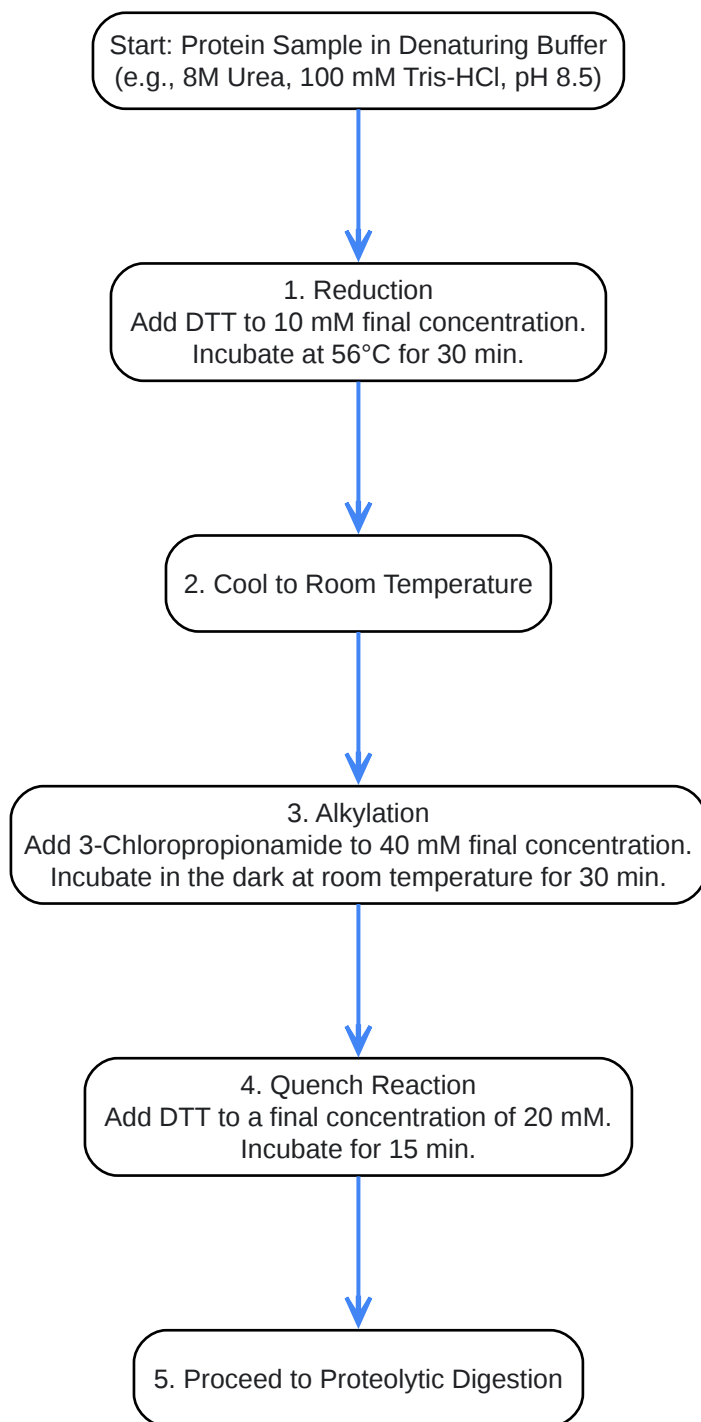 Start: Protein Sample in Denaturing Buffer
(e.g., 8M Urea, 100 mM Tris-HCl, pH 8.5)
1. Reduction
Add DTT to 10 mM final concentration.
Incubate at 56°C for 30 min.
2. Cool to Room Temperature
3. Alkylation
Add 3-Chloropropionamide to 40 mM final concentration.
Incubate in the dark at room temperature for 30 min.
4. Quench Reaction
Add DTT to a final concentration of 20 mM.
Incubate for 15 min.
5. Proceed to Proteolytic Digestion